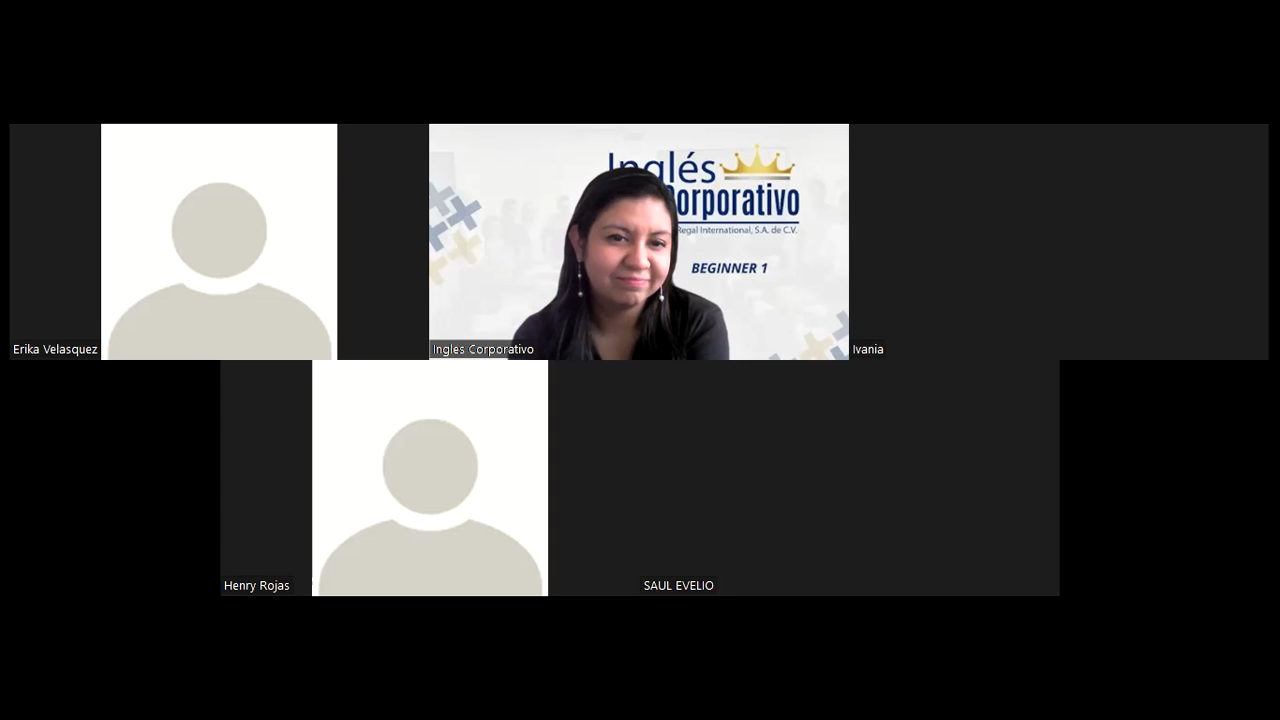 Inglés
Corporativo
Regal International, S.A. de C.V.
BEGINNER 1
Erika Velasquez
Ingles Corporativo
Ivania
Henry Rojas
SAUL EVELIO